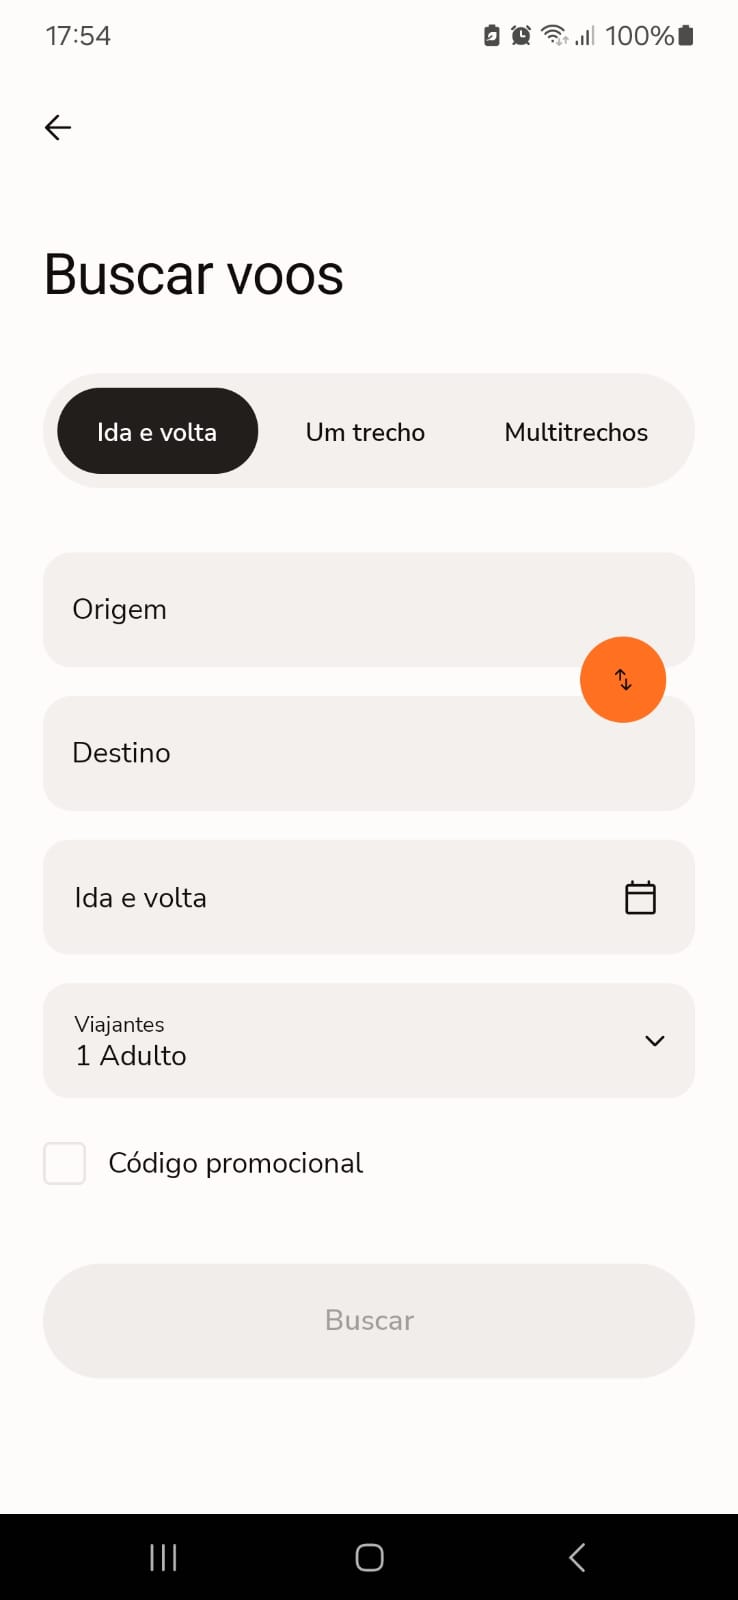 17:54 100%
Buscar voos
Ida e volta Um trecho Multitrechos
Origem
Destino
Ida e volta
Viajantes
1 Adulto
Código promocional
Buscar